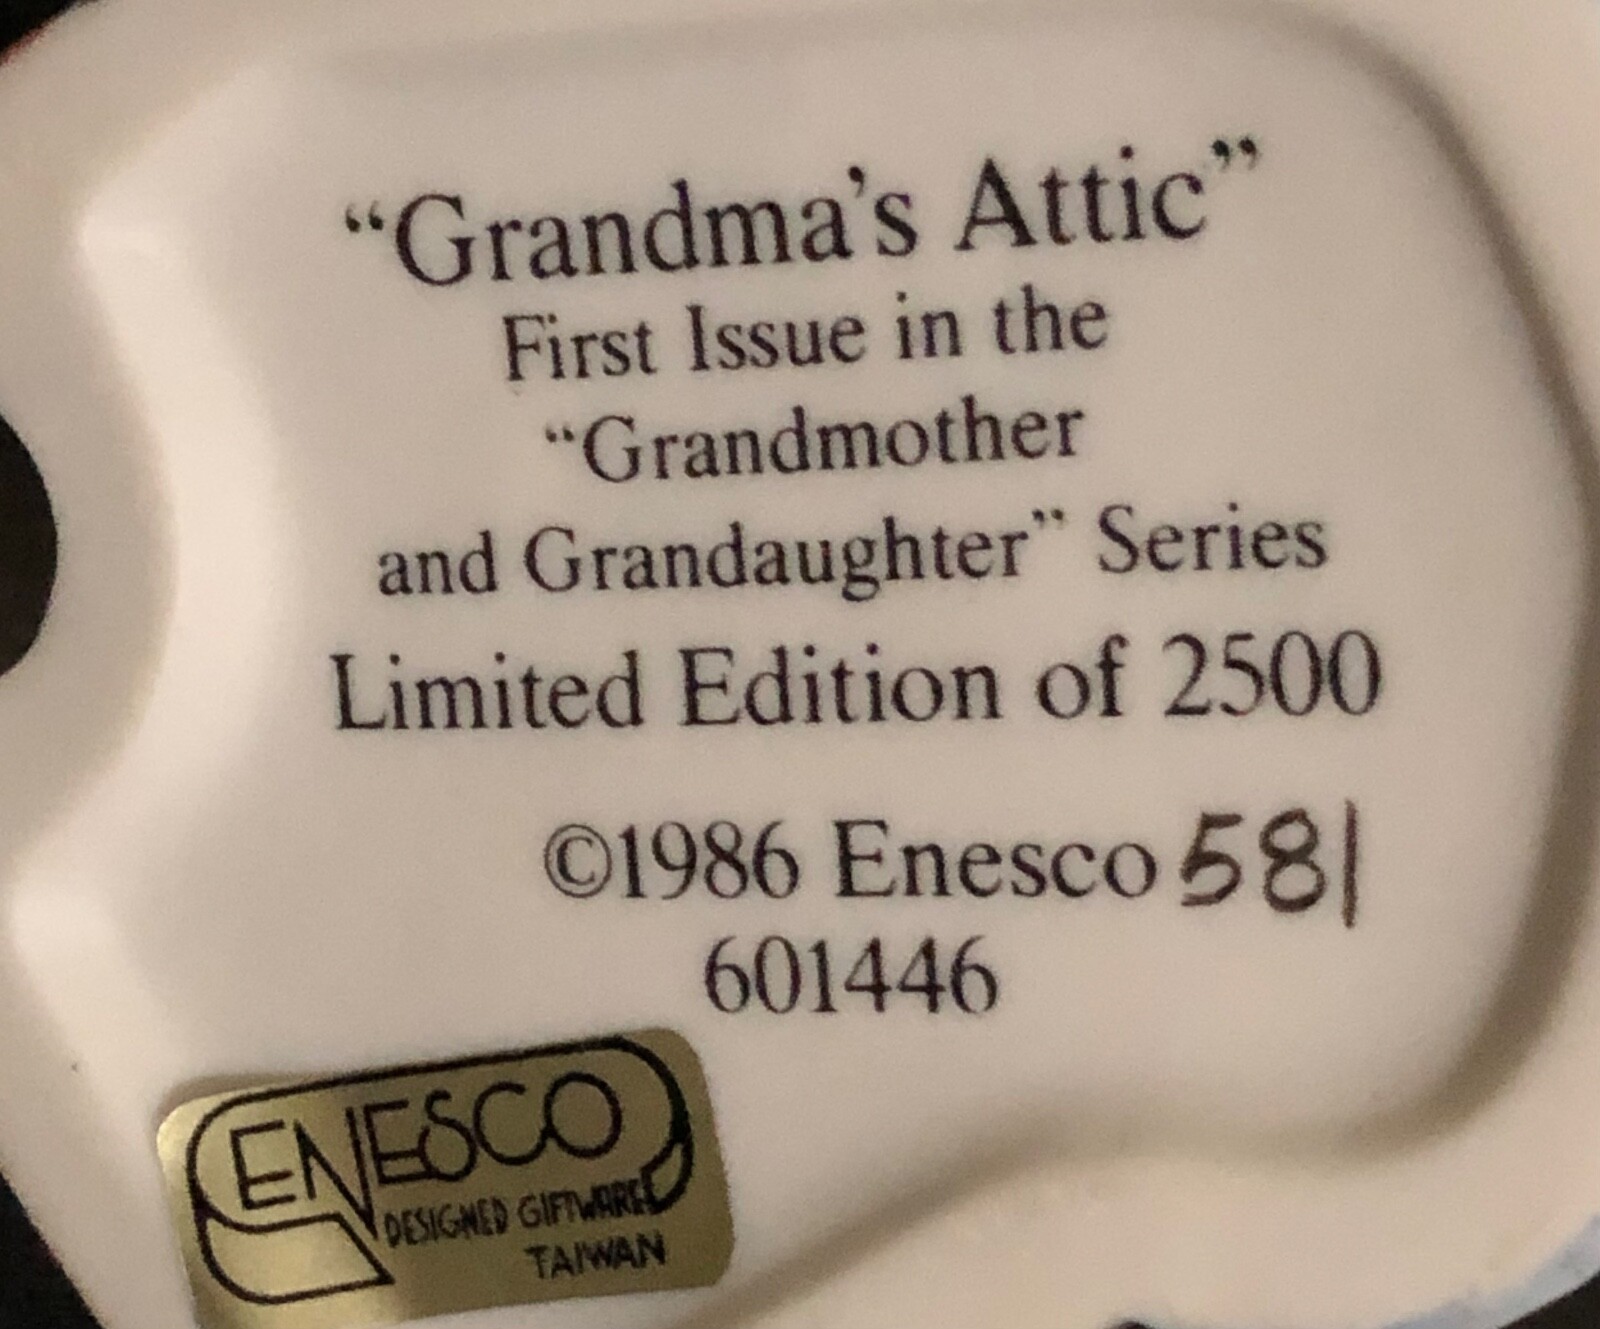 “Grandma’s Attic”
First Issue in the
“Grandmother
and Grandaughter” Series
Limited Edition of 2500
©1986 Enesco 581
601446
ENESCO
DESIGNED GIFTWARE
TAIWAN